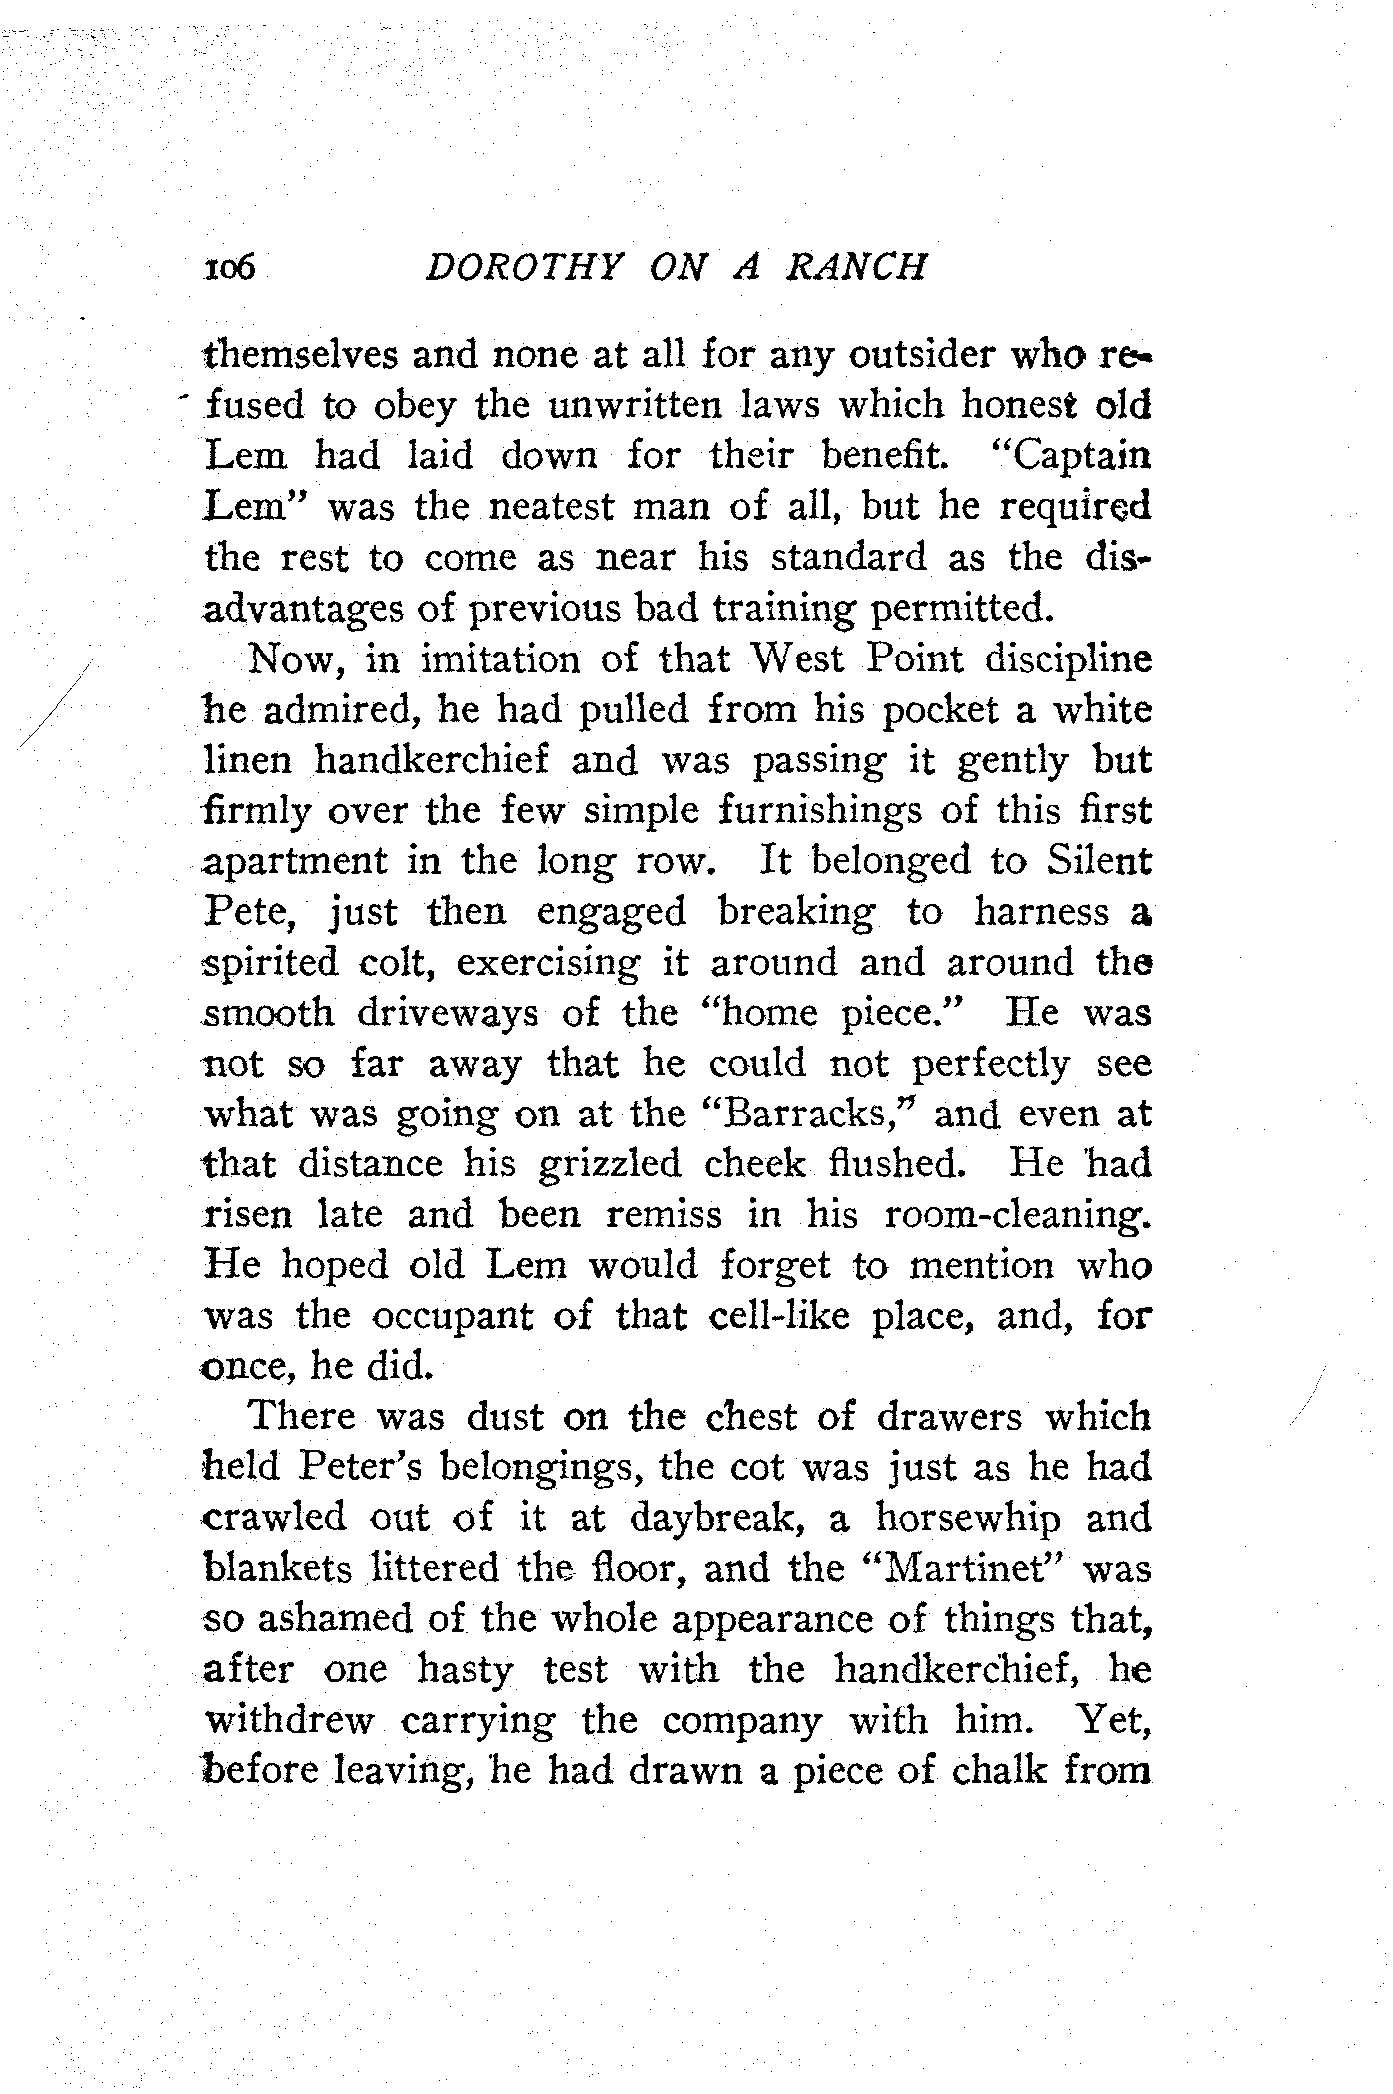 106 DOROTHY ON A RANCH
themselves and none at all for any outsider who re-
fused to obey the unwritten laws which honest old
Lem had laid down for their benefit. “Captain
Lem” was the neatest man of all, but he required
the rest to come as near his standard as the dis-
advantages of previous bad training permitted.
Now, in imitation of that West Point discipline
he admired, he had pulled from his pocket a white
linen handkerchief and was passing it gently but
firmly over the few simple furnishings of this first
apartment in the long row. It belonged to Silent
Pete, just then engaged breaking to harness a
spirited colt, exercising it around and around the
smooth driveways of the “home piece.” He was
not so far away that he could not perfectly see
what was going on at the “Barracks,” and even at
that distance his grizzled cheek flushed. He had
risen late and been remiss in his room-cleaning.
He hoped old Lem would forget to mention who
was the occupant of that cell-like place, and, for
once, he did.
There was dust on the chest of drawers which
held Peter’s belongings, the cot was just as he had
crawled out of it at daybreak, a horsewhip and
blankets littered the floor, and the “Martinet” was
so ashamed of the whole appearance of things that,
after one hasty test with the handkerchief, he
withdrew carrying the company with him. Yet,
before leaving, he had drawn a piece of chalk from